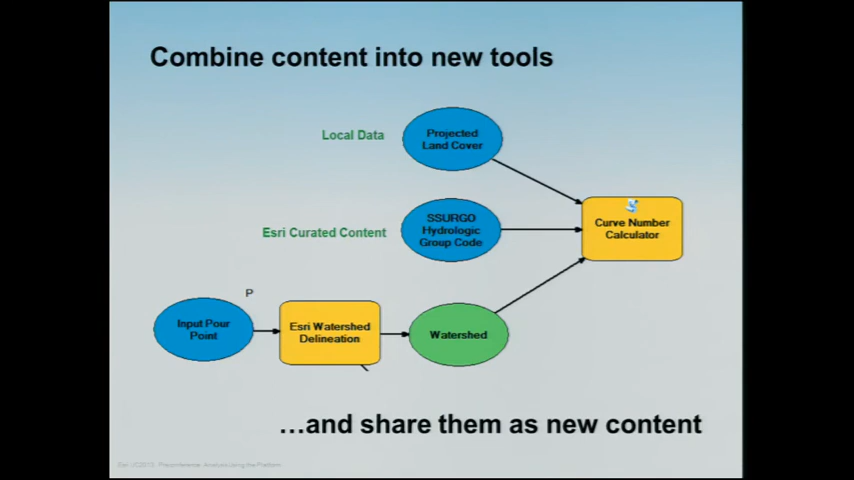 Combine content into new tools
Local Data
Projected
Land Cover
Esri Curated Content
SSURGO
Hydrologic
Group Code
Curve Number
Calculator
P
Input Pour
Point
Esri Watershed
Delineation
Watershed
…and share them as new content